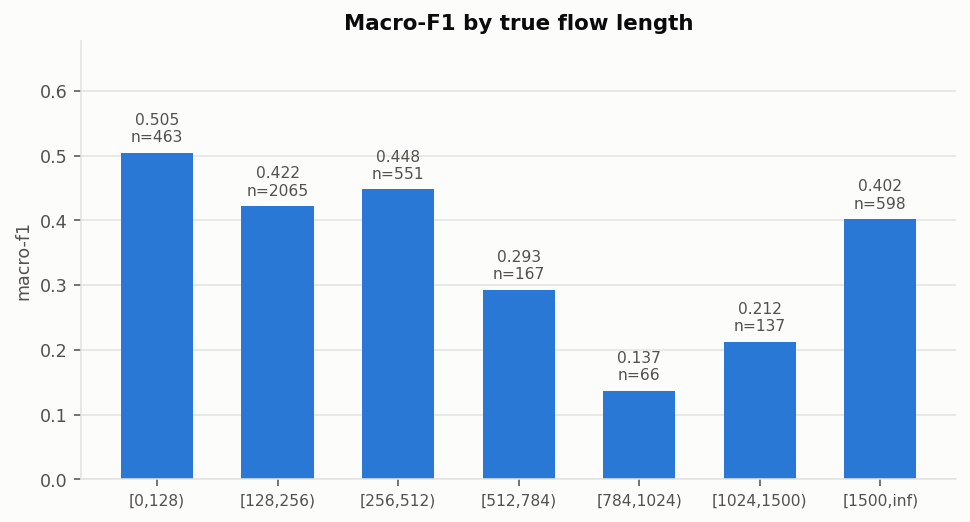 Macro-F1 by true flow length
macro-f1
0.6
0.5
0.4
0.3
0.2
0.1
0.0
0.505
n=463
0.422
n=2065
0.448
n=551
0.293
n=167
0.137
n=66
0.212
n=137
0.402
n=598
[0,128)
[128,256)
[256,512)
[512,784)
[784,1024)
[1024,1500)
[1500,inf)